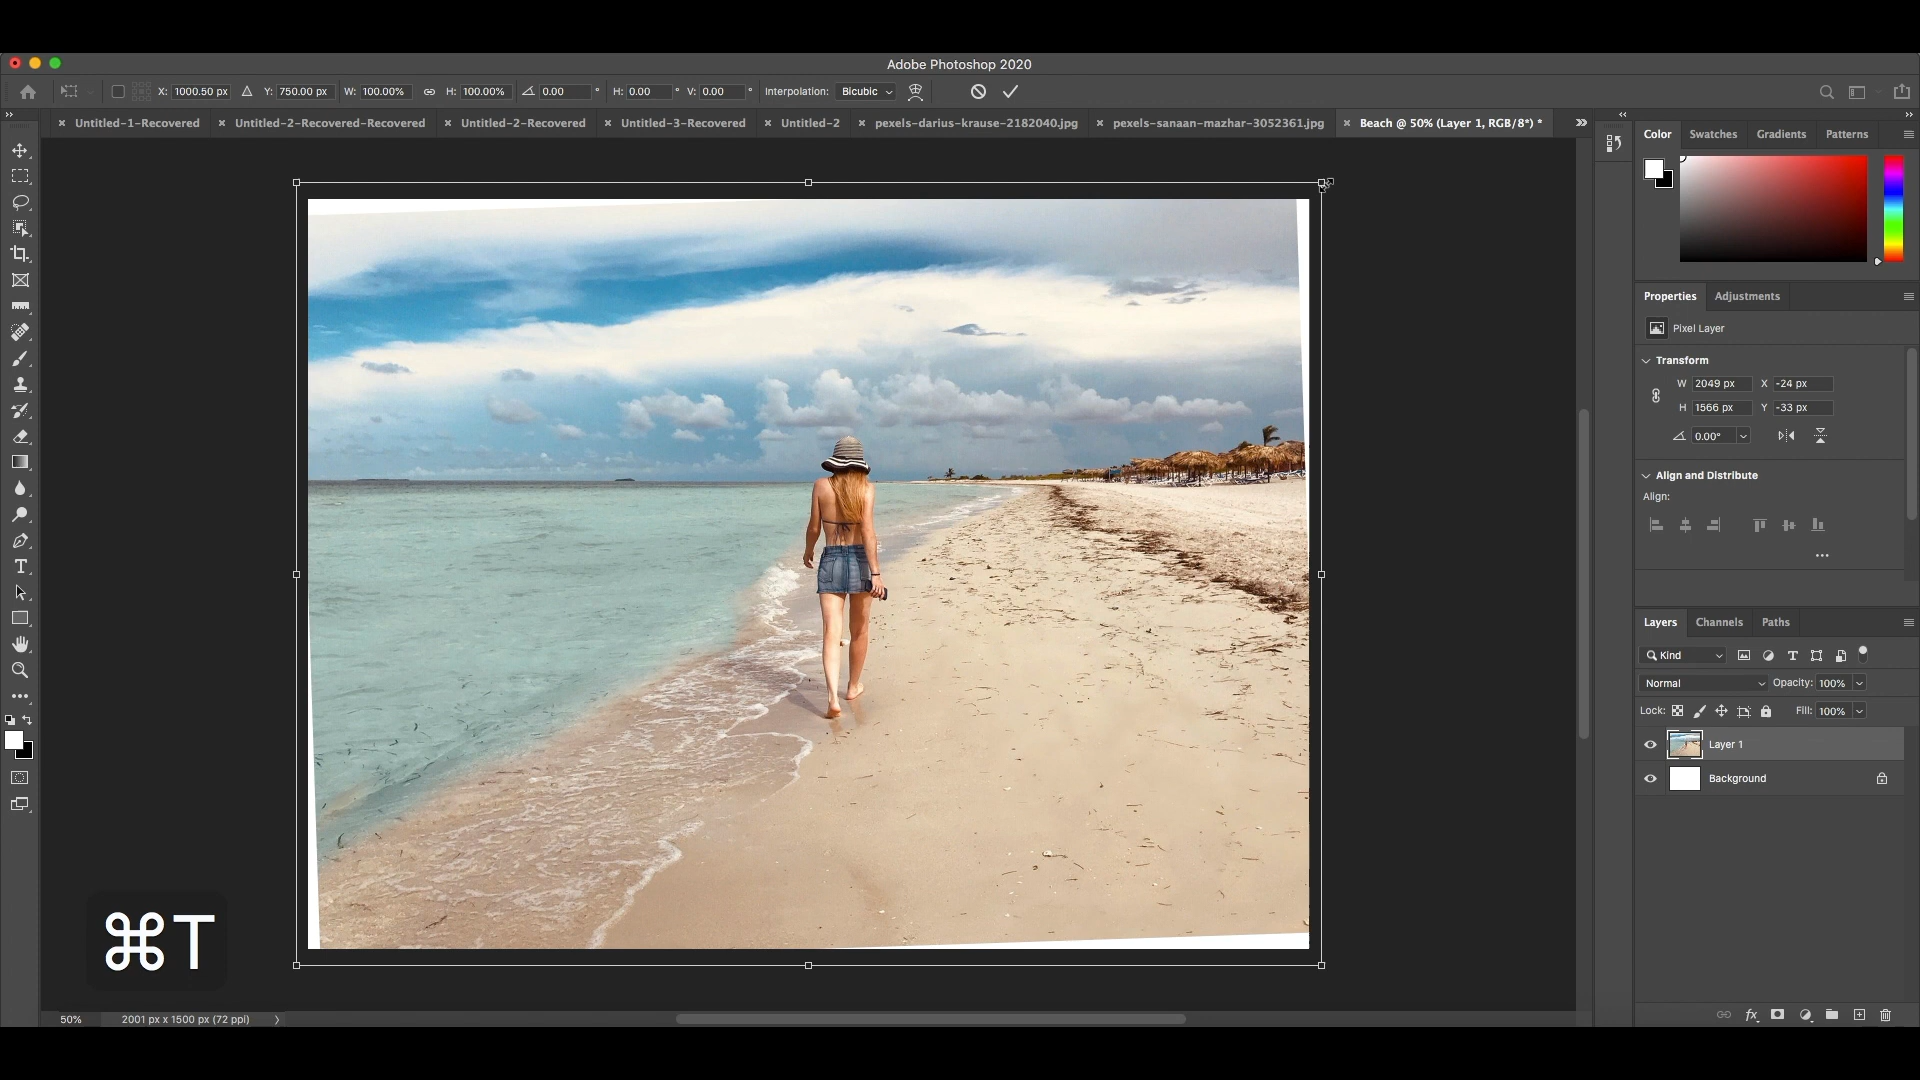 Adobe Photoshop 2020
X: 1000.50 px Y: 750.00 px W: 100.00% H: 100.00% 0.00 ° H: 0.00 ° V: 0.00 ° Interpolation: Bicubic
Untitled-1-Recovered Untitled-2-Recovered-Recovered Untitled-2-Recovered Untitled-3-Recovered Untitled-2 pexels-darius-krause-2182040.jpg pexels-sanaan-mazhar-3052361.jpg Beach @ 50% (Layer 1, RGB/8*) *
Color Swatches Gradients Patterns
Properties Adjustments
Pixel Layer
Transform
W 2049 px X -24 px
H 1566 px Y -33 px
0.00°
Align and Distribute
Align:
Layers Channels Paths
Kind
Normal Opacity: 100%
Lock: Fill: 100%
Layer 1
Background
⌘T
50% 2001 px x 1500 px (72 ppi)
fx